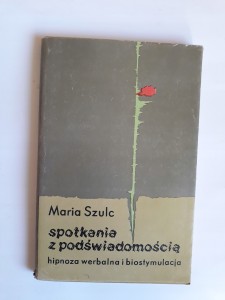 Maria Szulc
spotkania
z podświadomością
hipnoza werbalna i biostymulacja